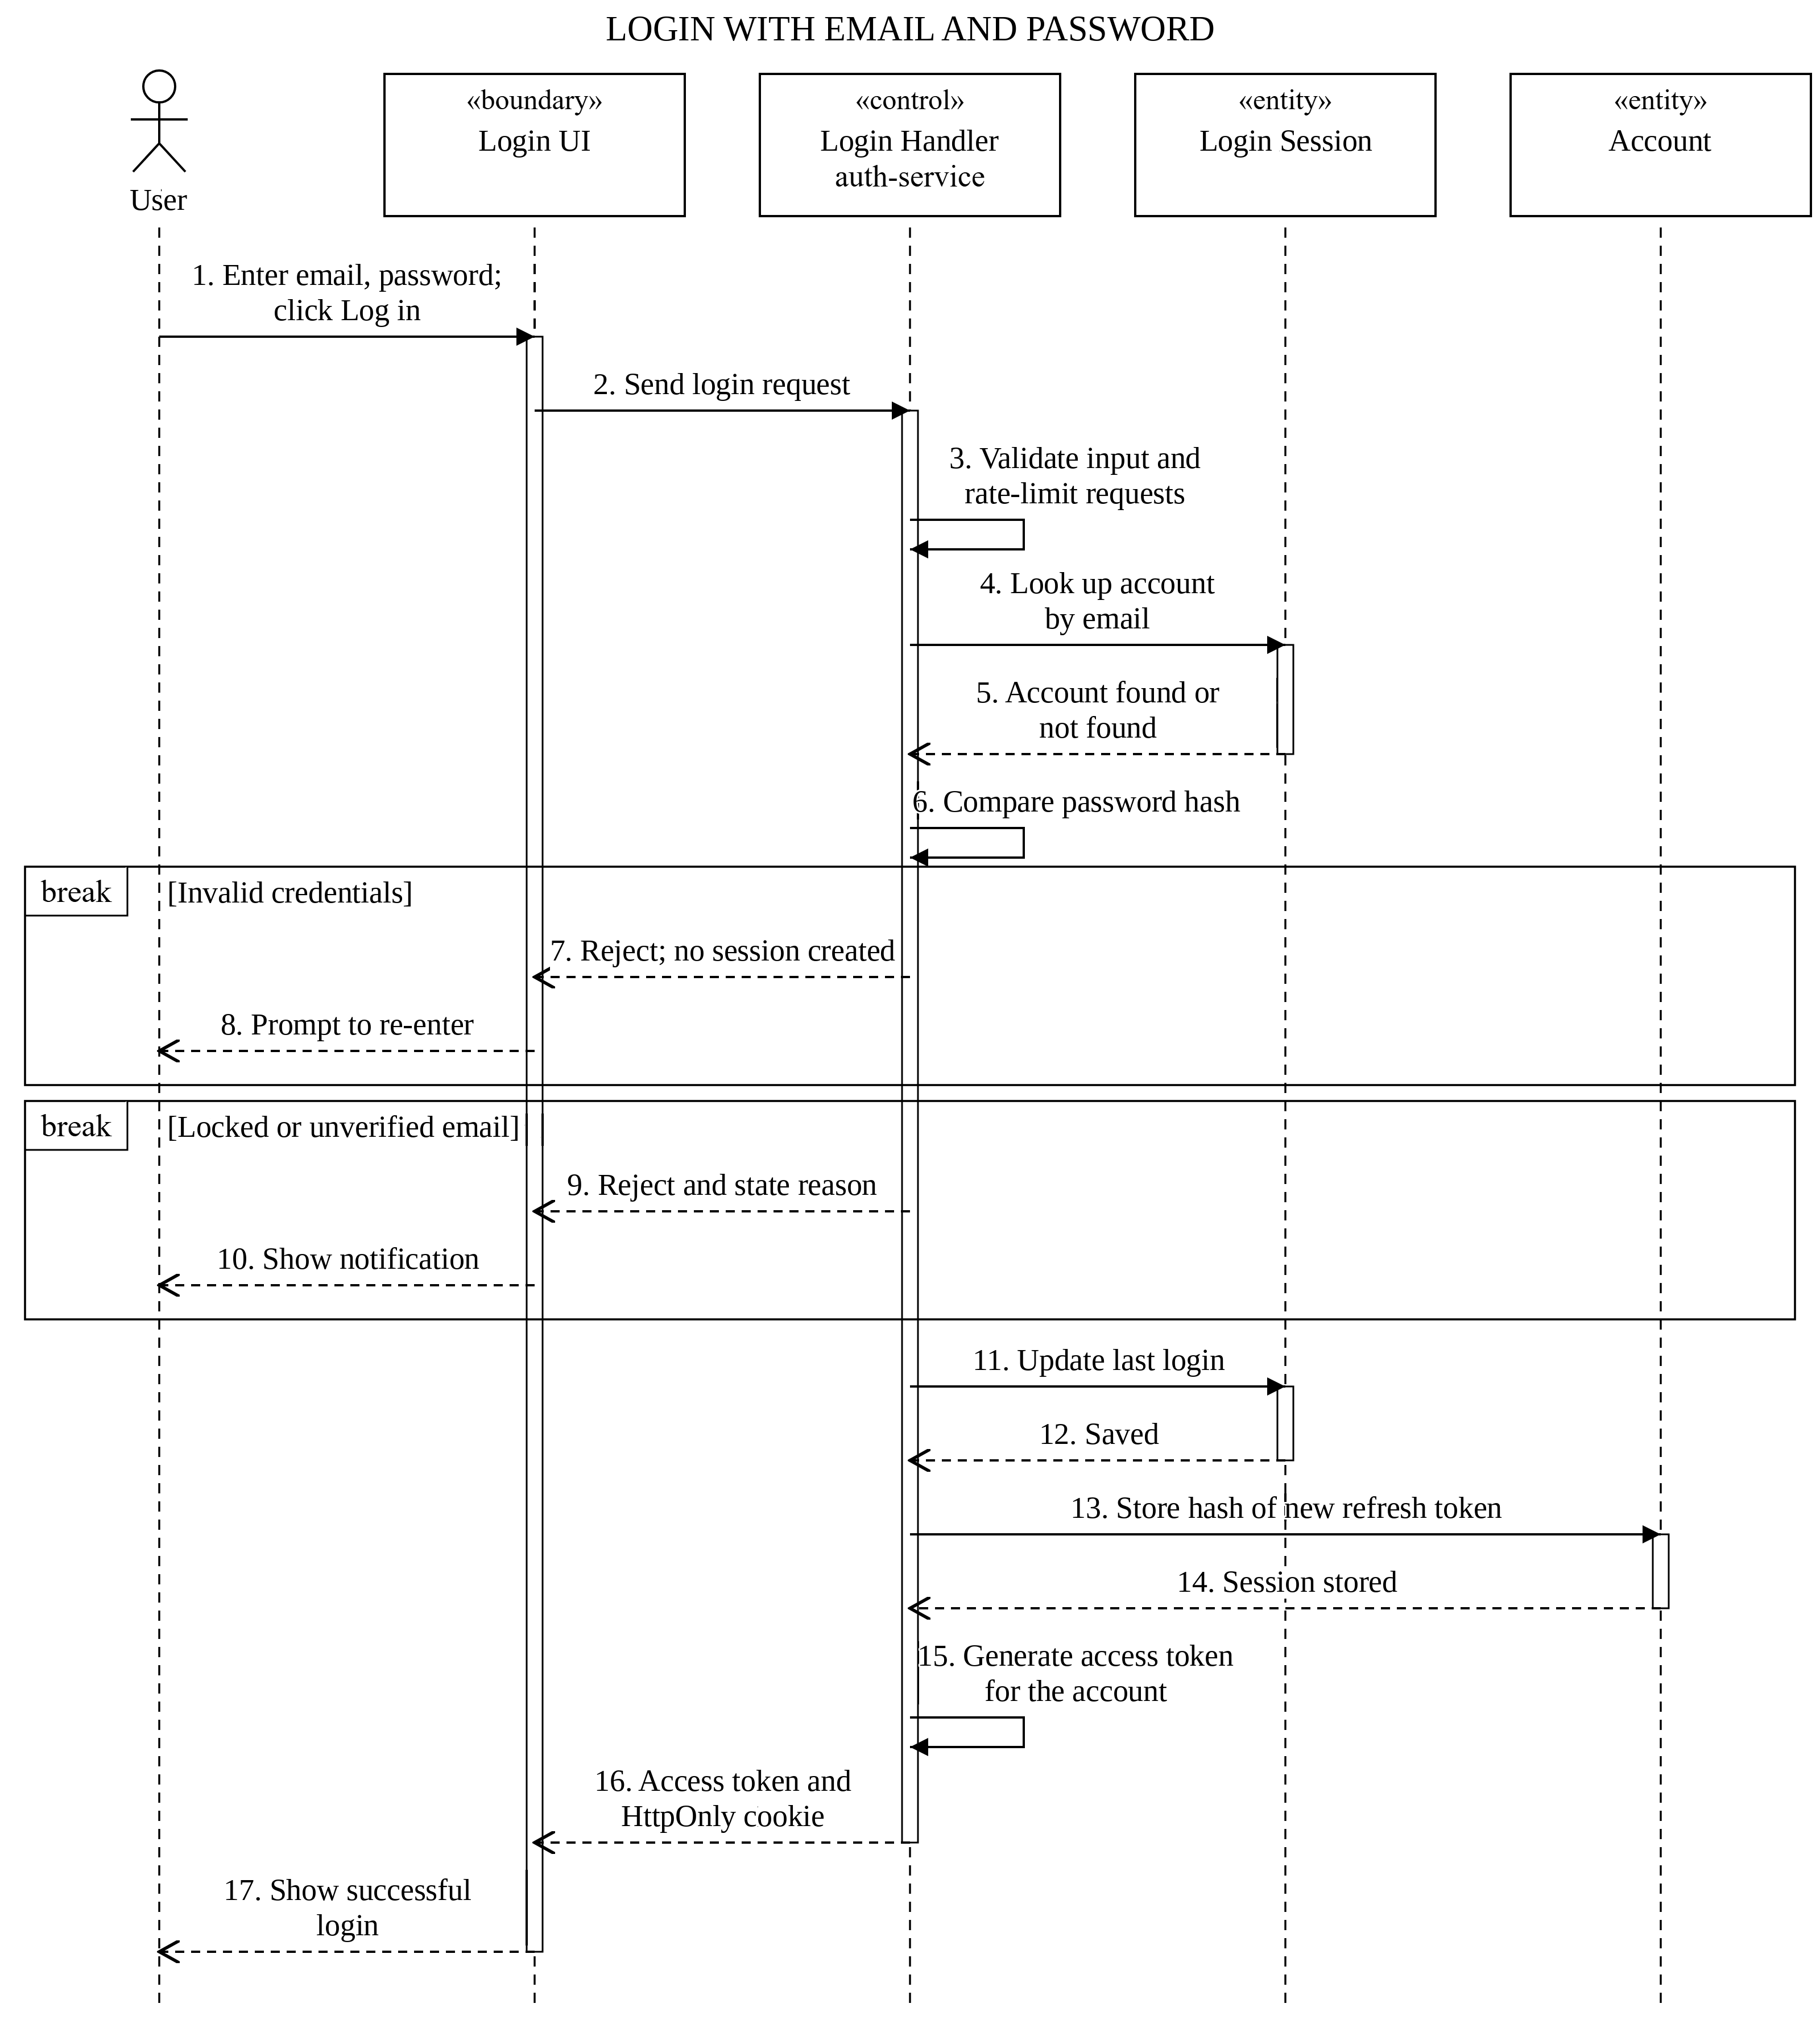 LOGIN WITH EMAIL AND PASSWORD
User
«boundary»
Login UI
«control»
Login Handler
auth-service
«entity»
Login Session
«entity»
Account
1. Enter email, password;
click Log in
2. Send login request
3. Validate input and
rate-limit requests
4. Look up account
by email
5. Account found or
not found
6. Compare password hash
break
[Invalid credentials]
7. Reject; no session created
8. Prompt to re-enter
break
[Locked or unverified email]
9. Reject and state reason
10. Show notification
11. Update last login
12. Saved
13. Store hash of new refresh token
14. Session stored
15. Generate access token
for the account
16. Access token and
HttpOnly cookie
17. Show successful
login